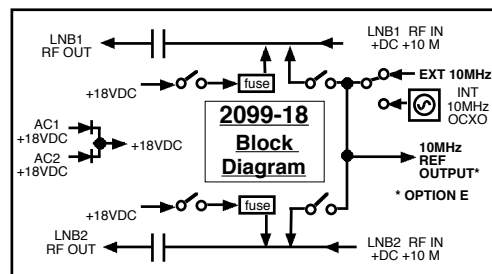 LNB1
RF OUT
LNB1 RF IN
+DC +10 M
+18VDC
fuse
EXT 10MHz
INT
10MHz
OCXO
AC1
+18VDC
AC2
+18VDC
+18VDC
2099-18
Block
Diagram
10MHz
REF
OUTPUT*
* OPTION E
+18VDC
fuse
LNB2
RF OUT
LNB2 RF IN
+DC +10 M